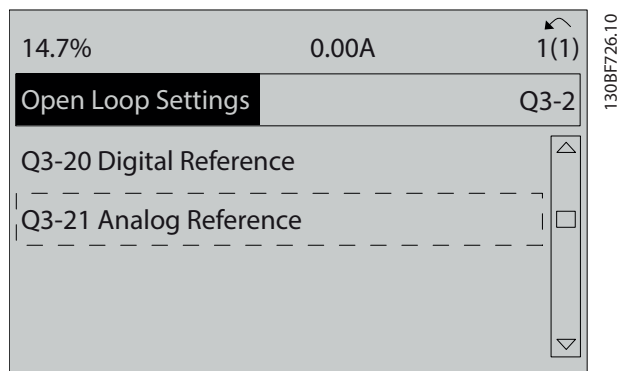 14.7% 0.00A 1(1)
Open Loop Settings Q3-2
Q3-20 Digital Reference
Q3-21 Analog Reference
130BF726.10